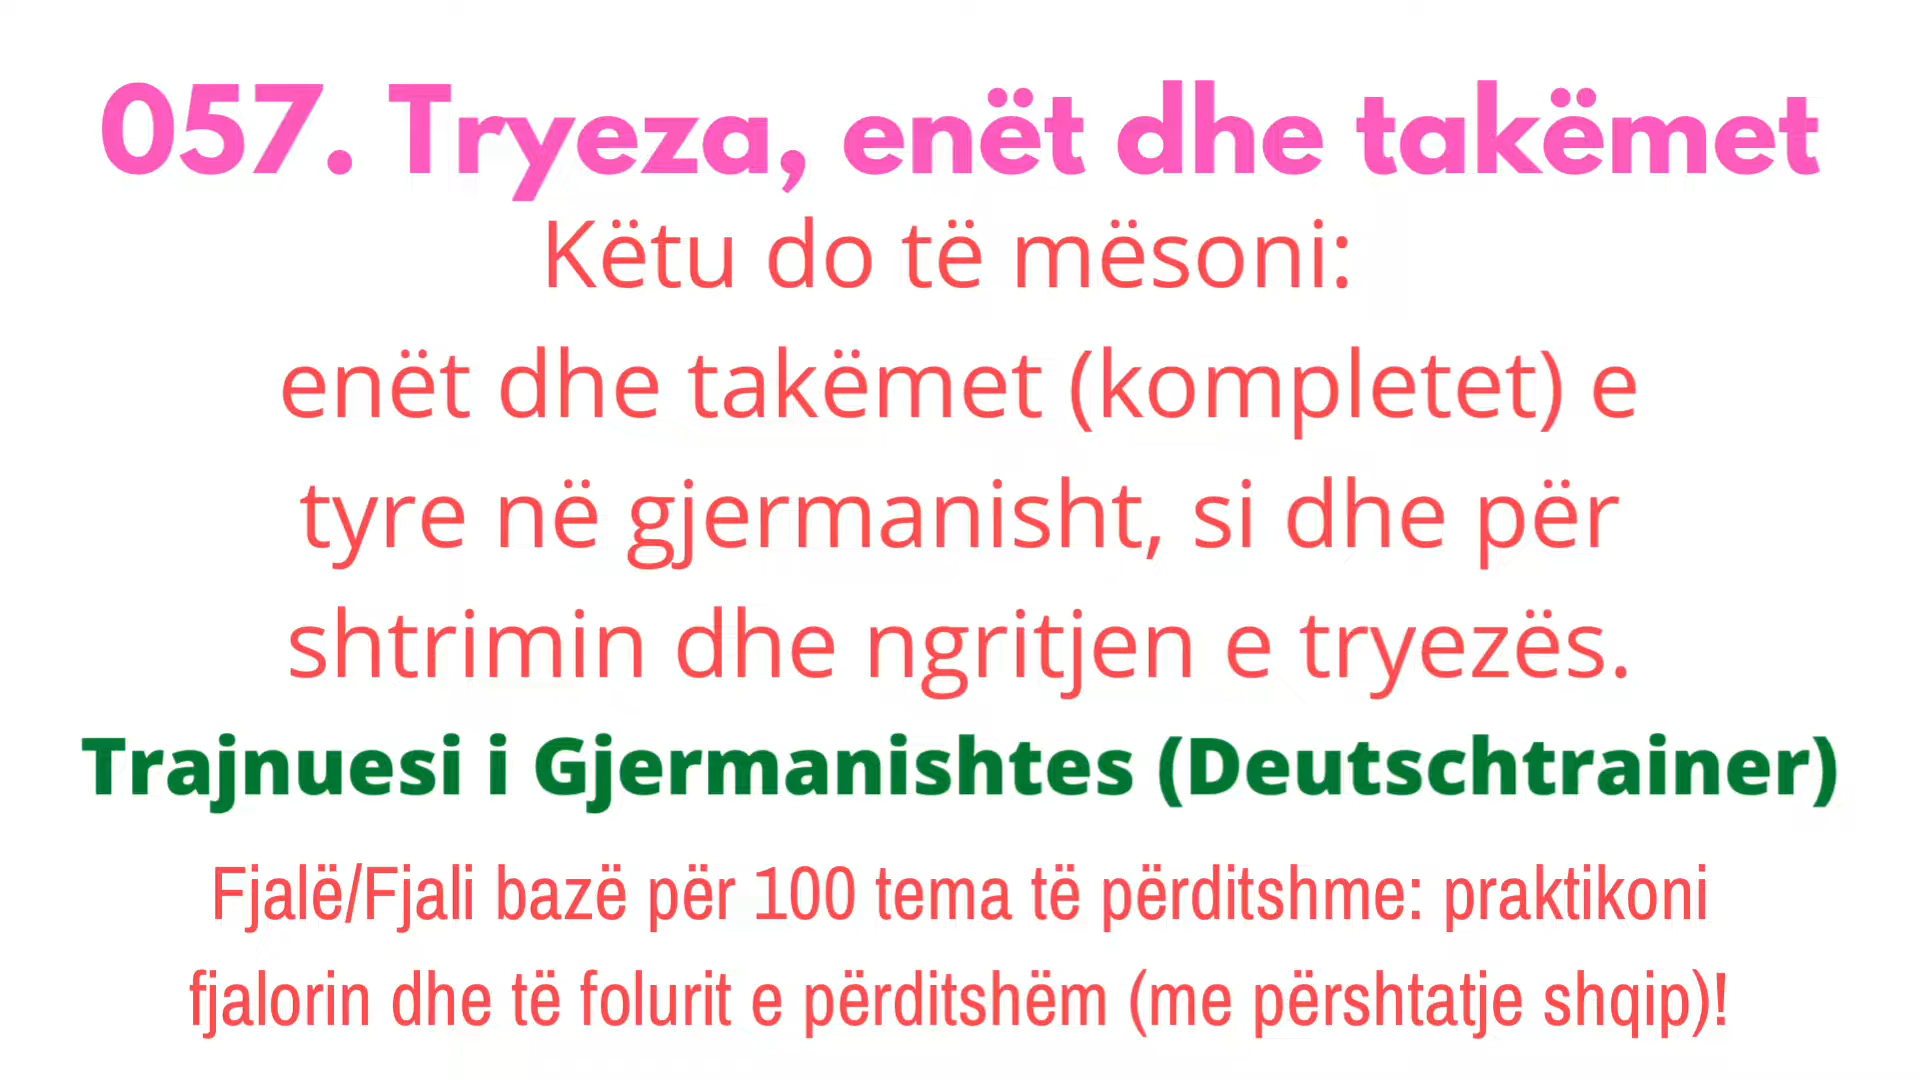 057. Tryeza, enët dhe takëmet
Këtu do të mësoni:
enët dhe takëmet (kompletet) e
tyre në gjermanisht, si dhe për
shtrimin dhe ngritjen e tryezës.
Trajnuesi i Gjermanishtes (Deutschtrainer)
Fjalë/Fjali bazë për 100 tema të përditshme: praktikoni
fjalorin dhe të folurit e përditshëm (me përshtatje shqip)!